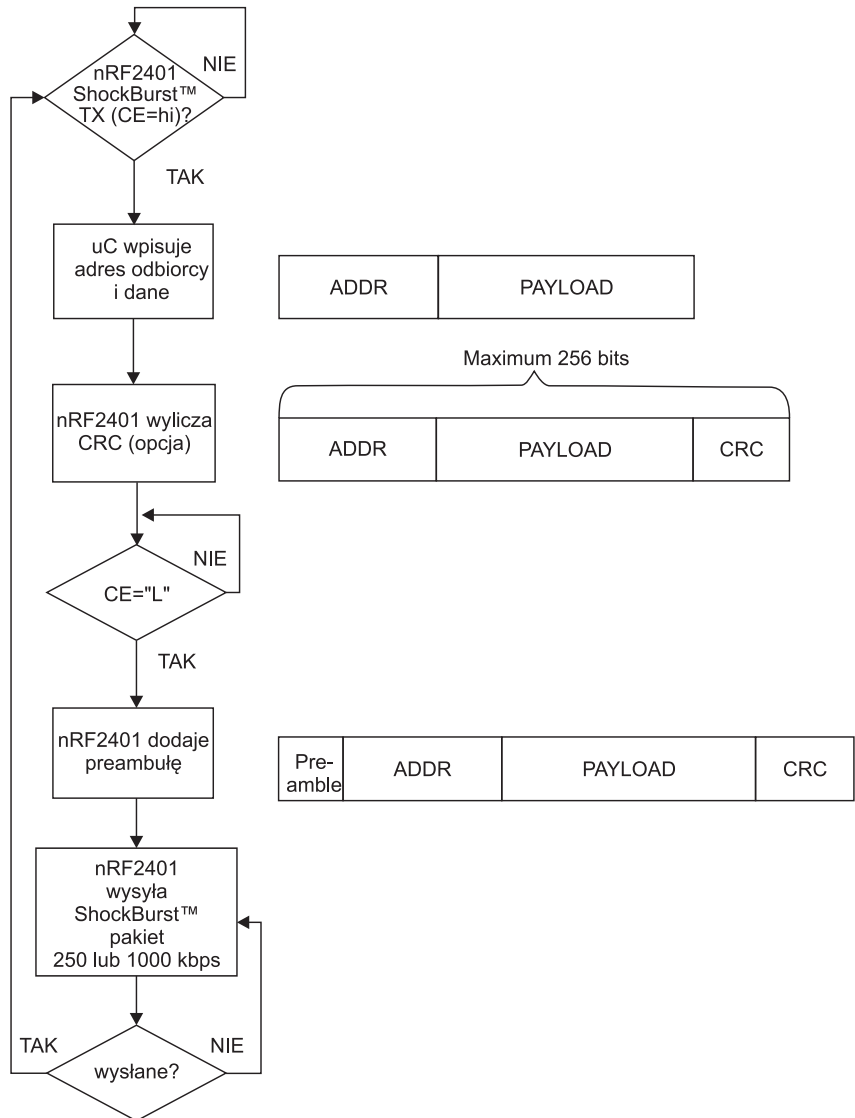 NIE
nRF2401
ShockBurst™
TX (CE=hi)?
TAK
uC wpisuje
adres odbiorcy
i dane
ADDR PAYLOAD
Maximum 256 bits
nRF2401 wylicza
CRC (opcja)
ADDR PAYLOAD CRC
NIE
CE="L"
TAK
nRF2401 dodaje
preambułę
Pre-
amble
ADDR PAYLOAD CRC
nRF2401
wysyła
ShockBurst™
pakiet
250 lub 1000 kbps
TAK NIE
wysłane?